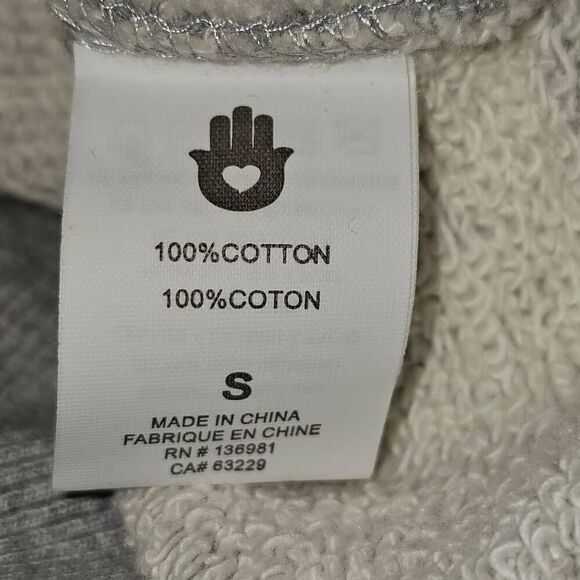 100%COTTON
100%COTON
S
MADE IN CHINA
FABRIQUE EN CHINE
RN # 136981
CA# 63229